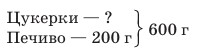 Цукерки — ?
Печиво — 200 г
600 г